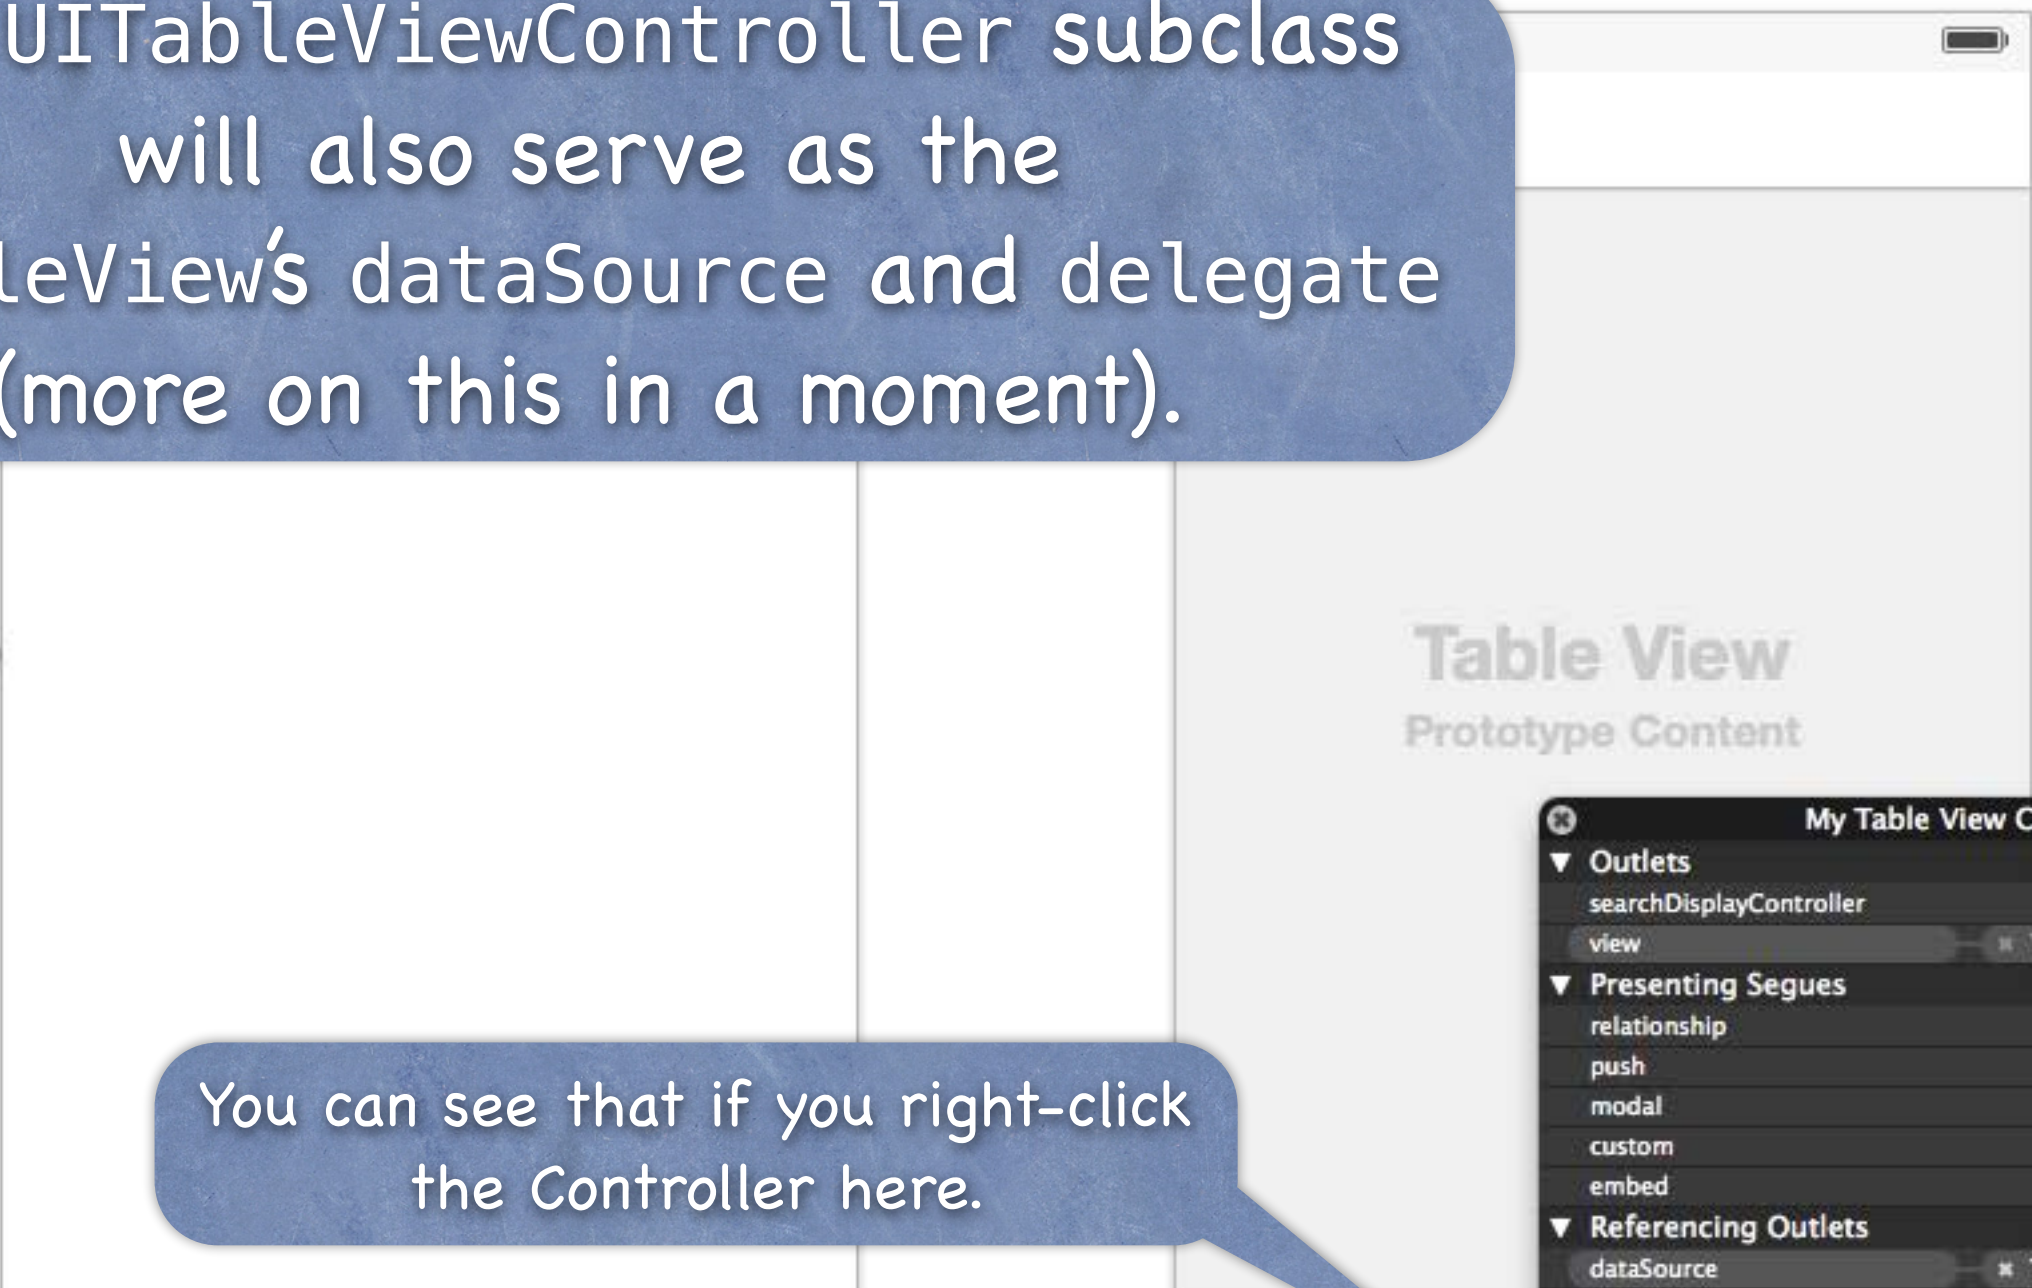 UITableViewController subclass
will also serve as the
leView's dataSource and delegate
(more on this in a moment).
Table View
Prototype Content
My Table View C
Outlets
searchDisplayController
view
Presenting Segues
relationship
push
modal
custom
embed
Referencing Outlets
dataSource
You can see that if you right-click
the Controller here.